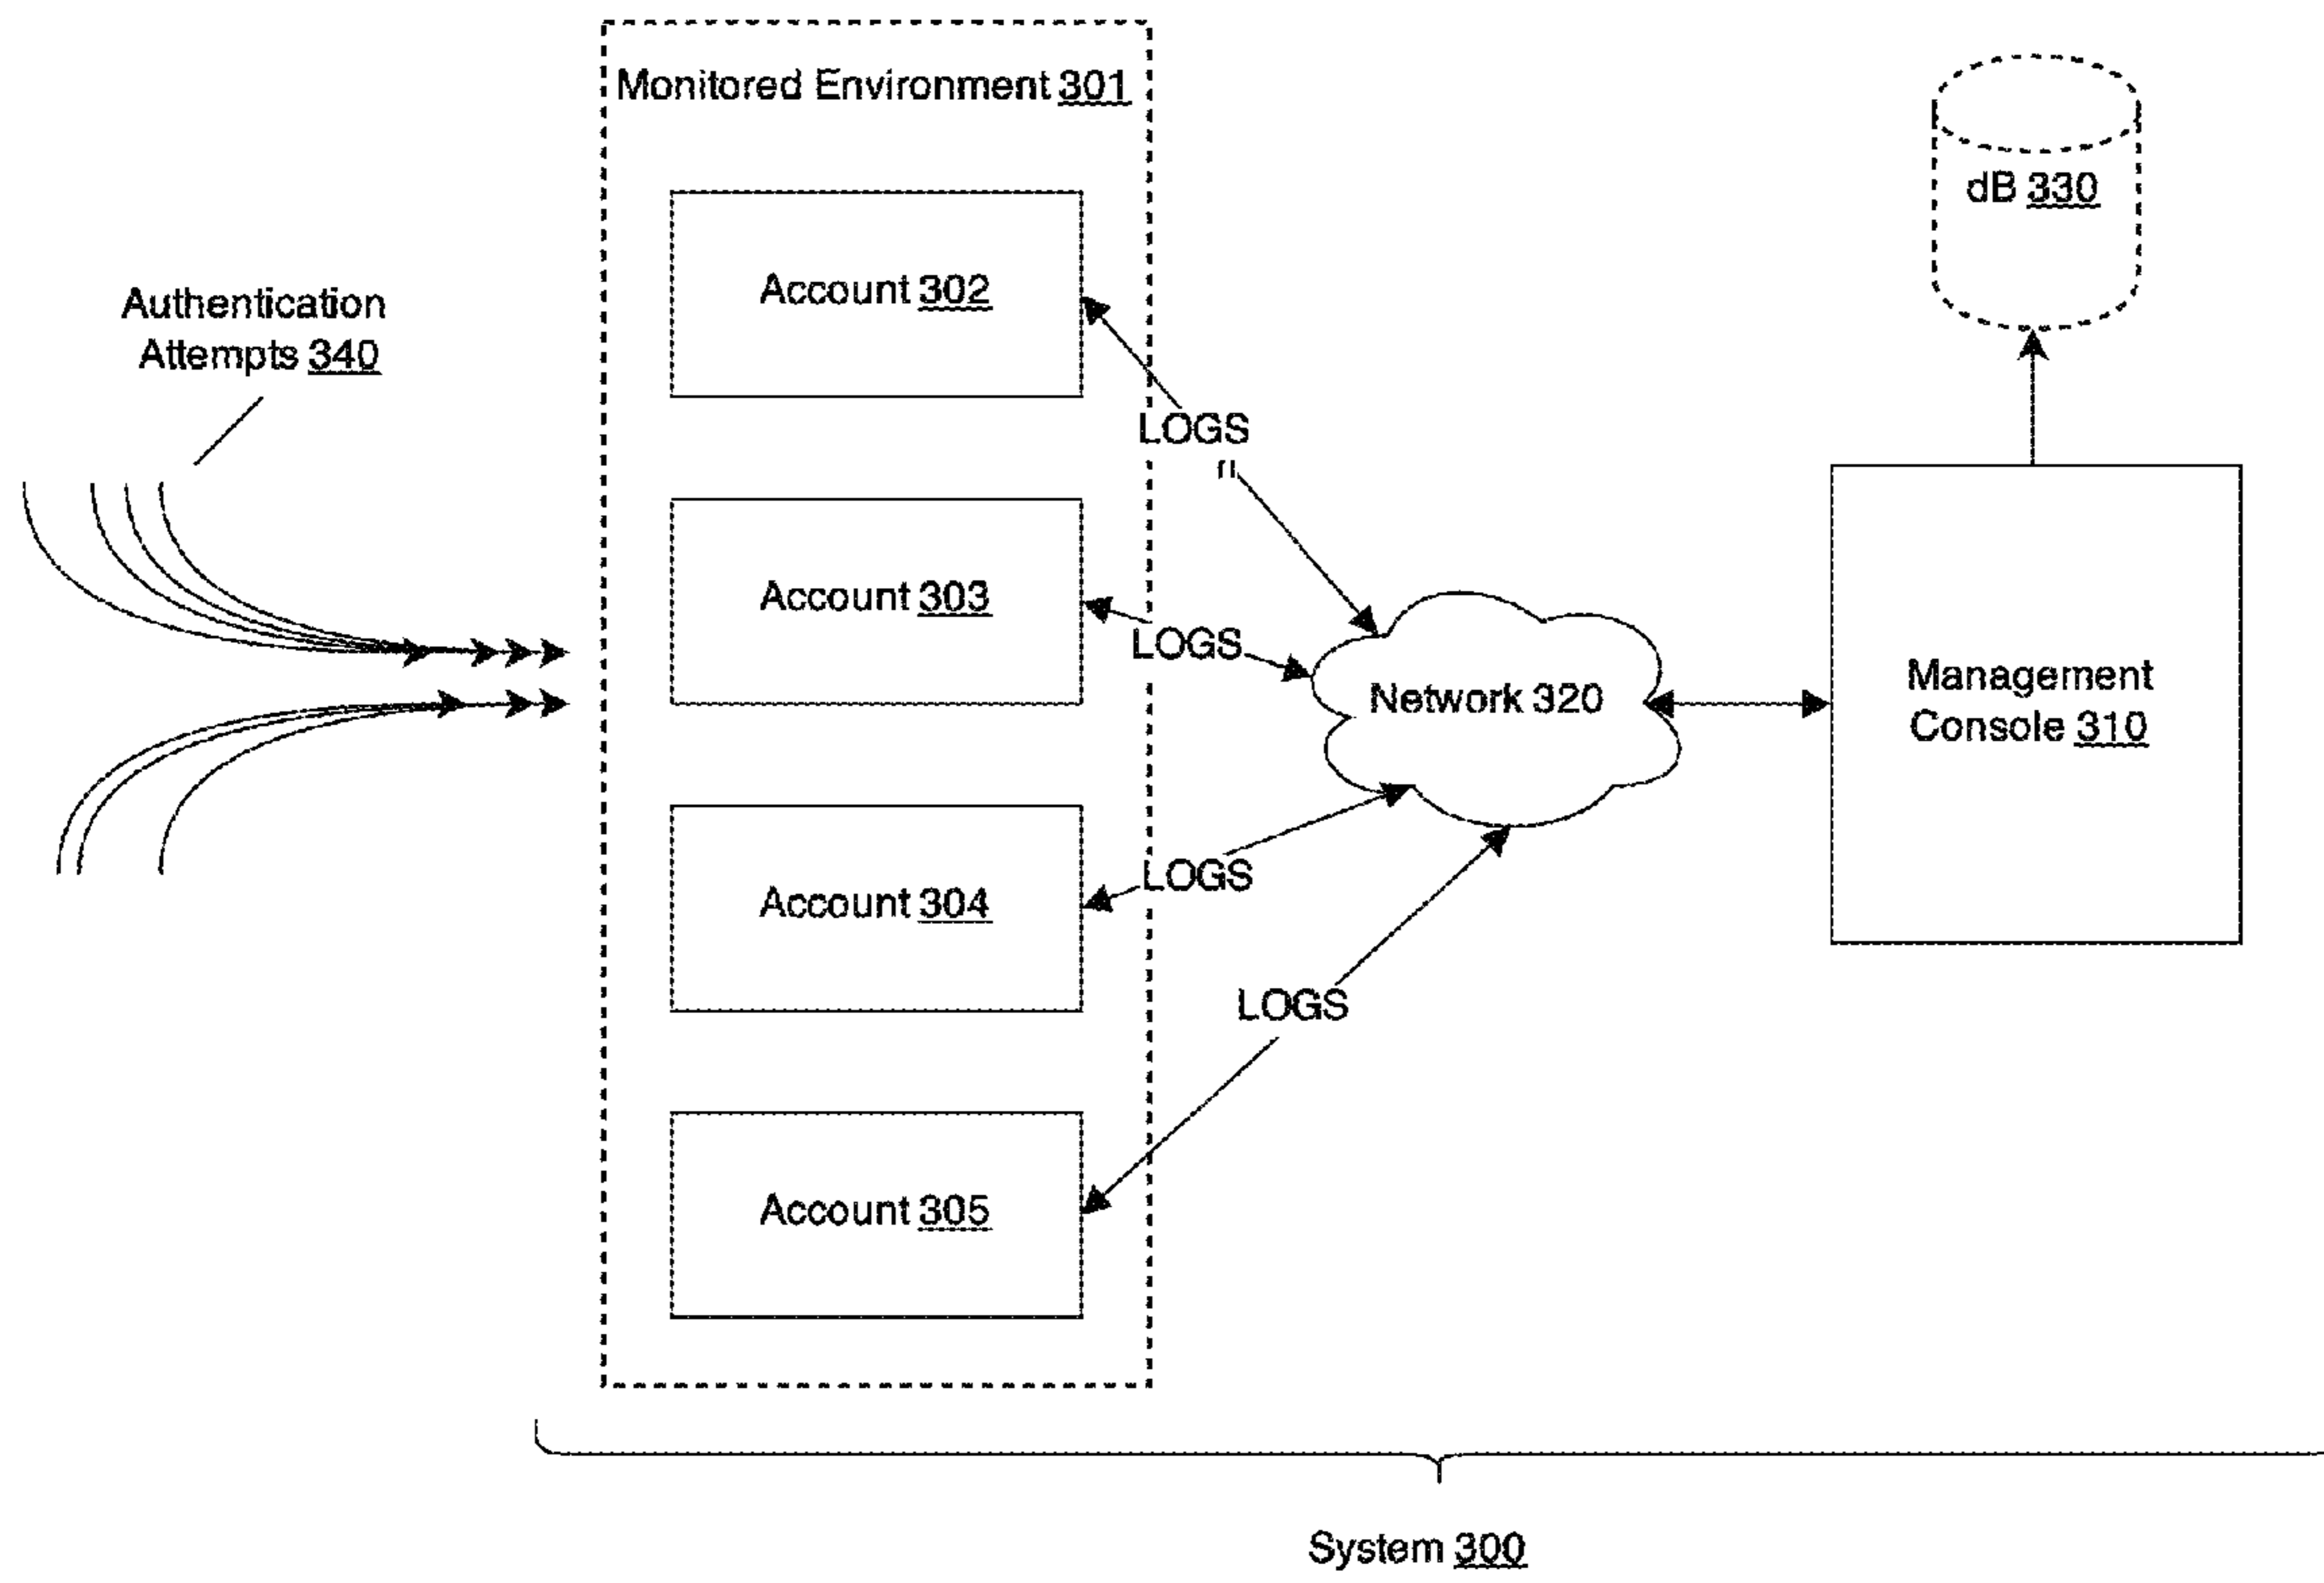 Monitored Environment 301
dB 330
Account 302
Authentication
Attempts 340
LOGS
Account 303
LOGS
Network 320
Management
Console 310
LOGS
Account 304
LOGS
Account 305
System 300